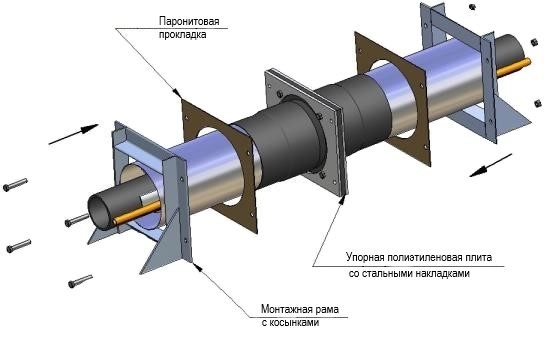 Паронитовая
прокладка
Упорная полиэтиленовая плита
со стальными накладками
Монтажная рама
с косынками